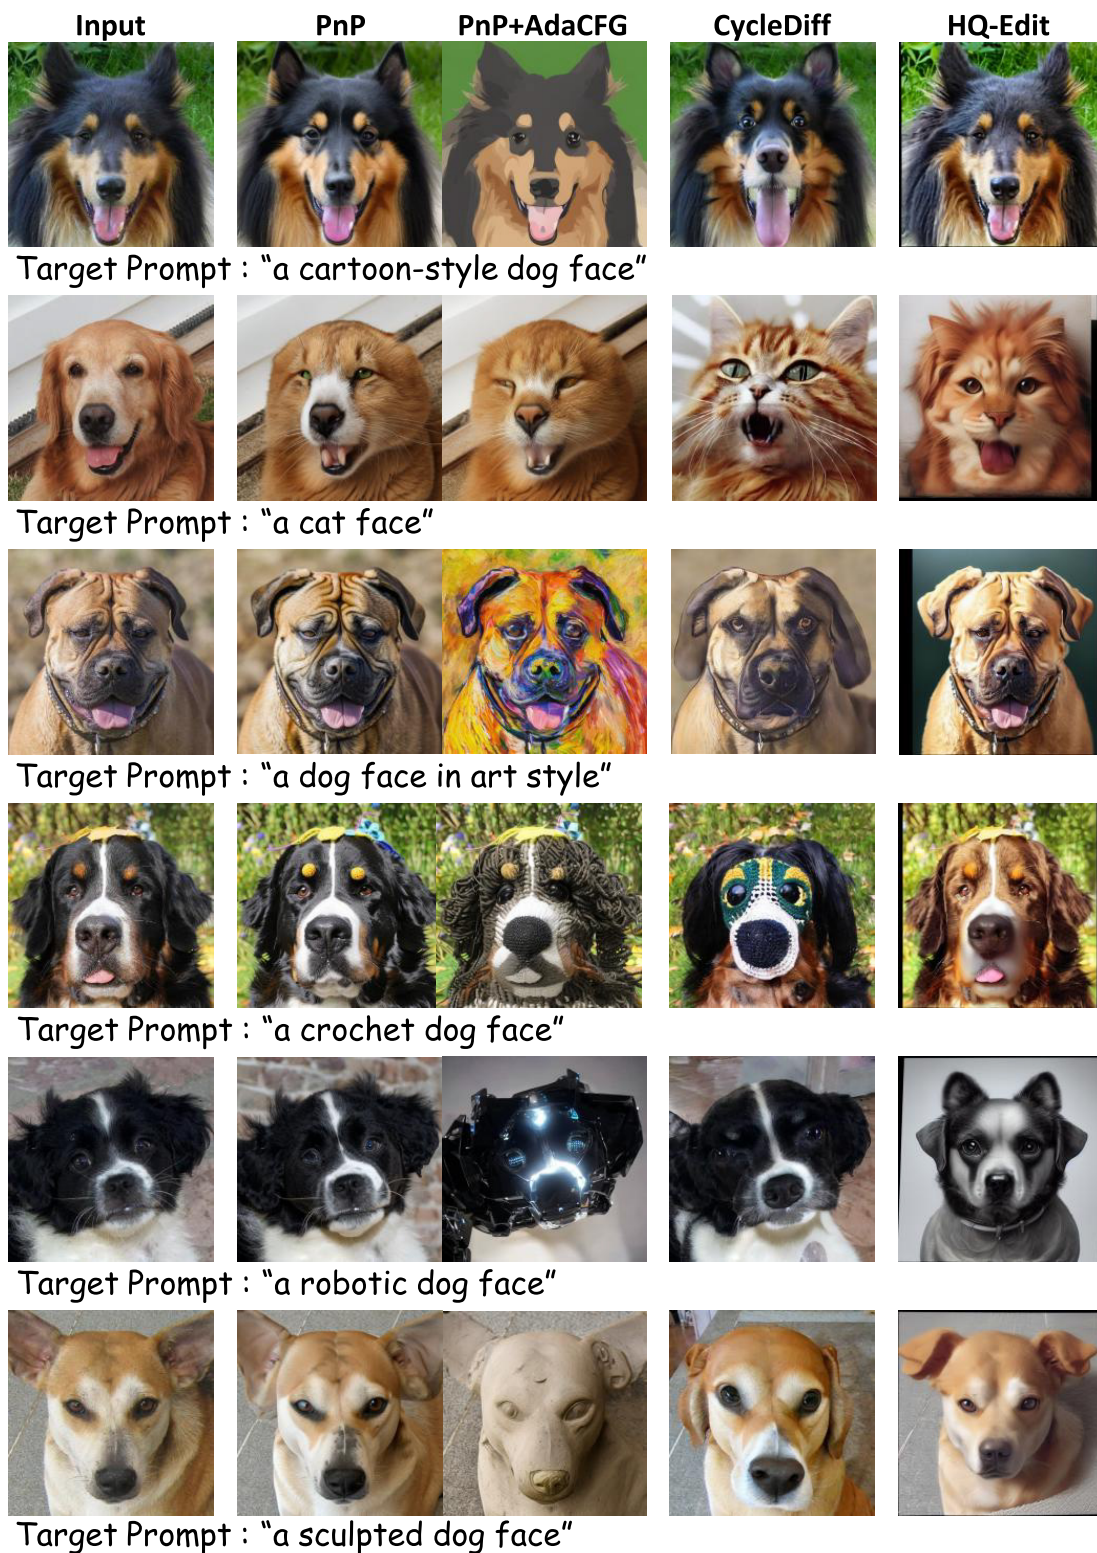 Input PnP PnP+AdaCFG CycleDiff HQ-Edit
Target Prompt : “a cartoon-style dog face”
Target Prompt : “a cat face”
Target Prompt : “a dog face in art style”
Target Prompt : “a crochet dog face”
Target Prompt : “a robotic dog face”
Target Prompt : “a sculpted dog face”